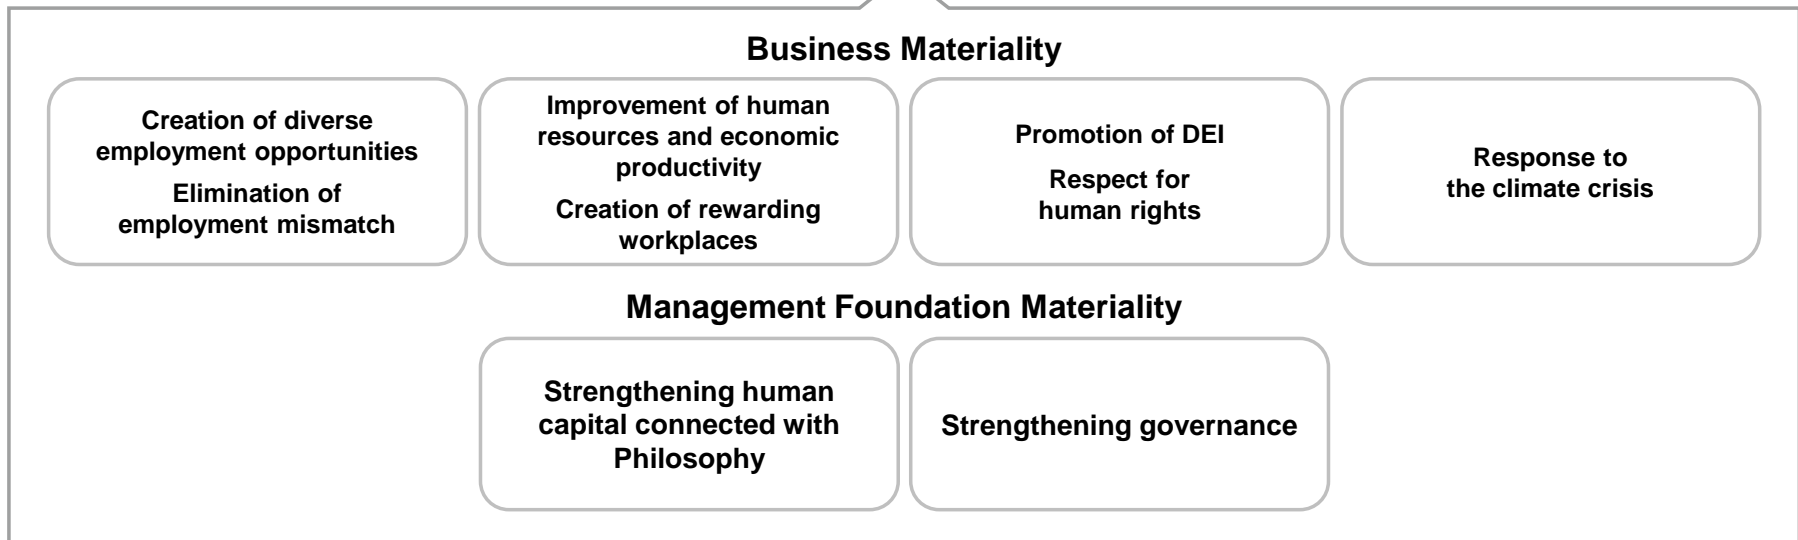 Business Materiality
Creation of diverse
employment opportunities
Elimination of
employment mismatch
Improvement of human
resources and economic
productivity
Creation of rewarding
workplaces
Promotion of DEI
Respect for
human rights
Response to
the climate crisis
Management Foundation Materiality
Strengthening human
capital connected with
Philosophy
Strengthening governance